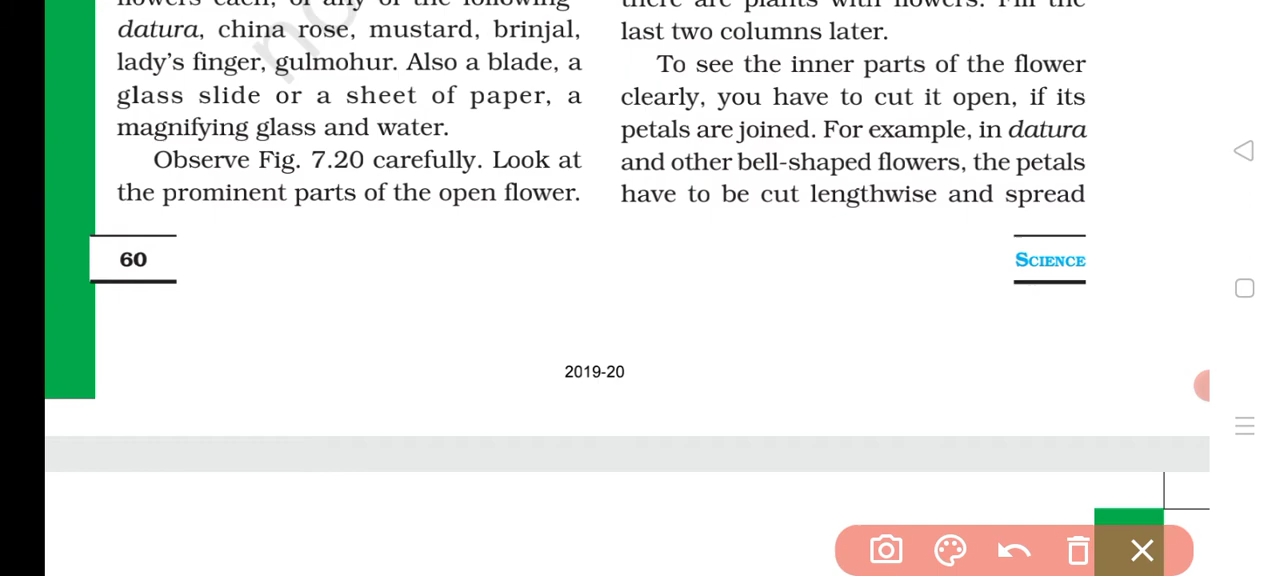 datura, china rose, mustard, brinjal,
lady's finger, gulmohur. Also a blade, a
glass slide or a sheet of paper, a
magnifying glass and water.
Observe Fig. 7.20 carefully. Look at
the prominent parts of the open flower.
last two columns later.
To see the inner parts of the flower
clearly, you have to cut it open, if its
petals are joined. For example, in datura
and other bell-shaped flowers, the petals
have to be cut lengthwise and spread
60
SCIENCE
2019-20